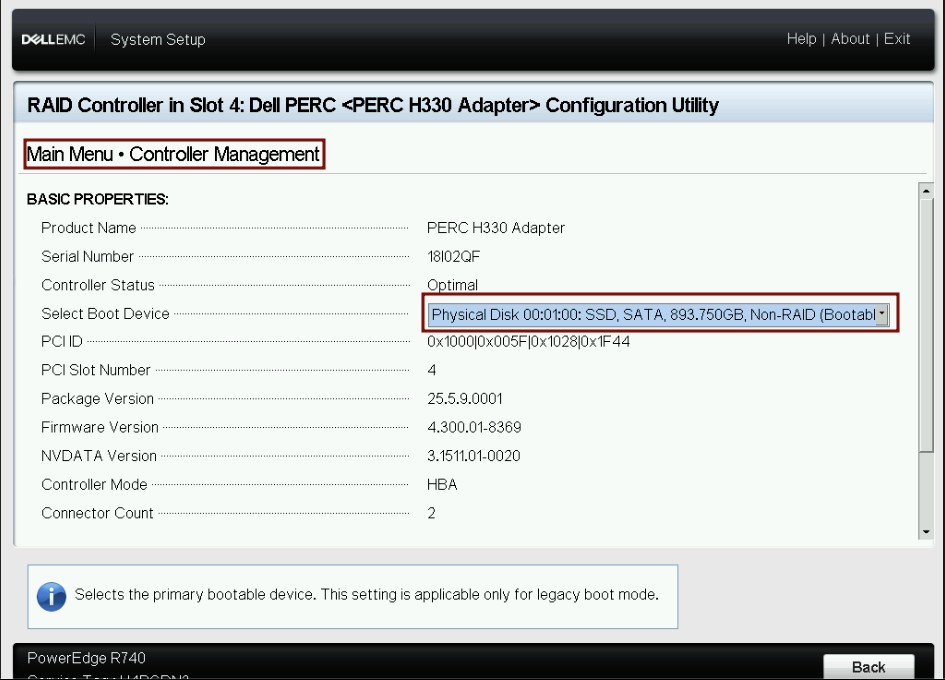 DELLEMC System Setup Help | About | Exit
RAID Controller in Slot 4: Dell PERC <PERC H330 Adapter> Configuration Utility
Main Menu • Controller Management
BASIC PROPERTIES:
Product Name PERC H330 Adapter
Serial Number 18I02QF
Controller Status Optimal
Select Boot Device Physical Disk 00:01:00: SSD, SATA, 893.750GB, Non-RAID (Bootabl
PCI ID 0x1000|0x005F|0x1028|0x1F44
PCI Slot Number 4
Package Version 25.5.9.0001
Firmware Version 4.300.01-8369
NVDATA Version 3.1511.01-0020
Controller Mode HBA
Connector Count 2
Selects the primary bootable device. This setting is applicable only for legacy boot mode.
PowerEdge R740
Back